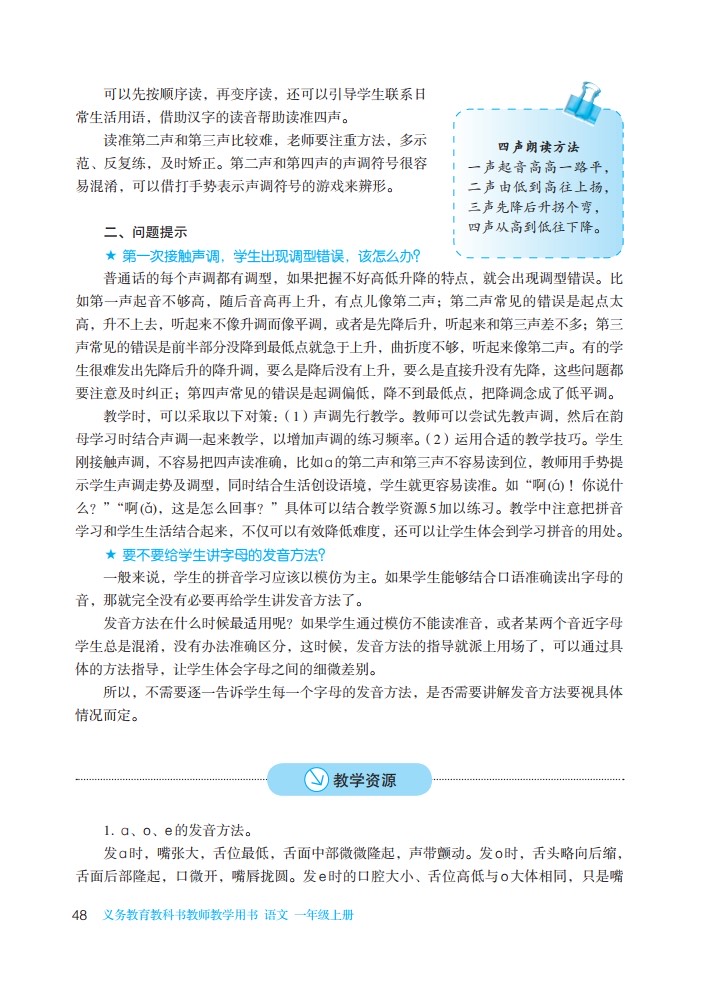 可以先按顺序读，再变序读，还可以引导学生联系日
常生活用语，借助汉字的读音帮助读准四声。
读准第二声和第三声比较难，老师要注重方法，多示
范、反复练，及时矫正。第二声和第四声的声调符号很容
易混淆，可以借打手势表示声调符号的游戏来辨形。
四声朗读方法
一声起音高高一路平，
二声由低到高往上扬，
三声先降后升拐个弯，
四声从高到低往下降。
二、问题提示
★ 第一次接触声调，学生出现调型错误，该怎么办？
普通话的每个声调都有调型，如果把握不好高低升降的特点，就会出现调型错误。比
如第一声起音不够高，随后音高再上升，有点儿像第二声；第二声常见的错误是起点太
高，升不上去，听起来不像升调而像平调，或者是先降后升，听起来和第三声差不多；第三
声常见的错误是前半部分没降到最低点就急于上升，曲折度不够，听起来像第二声。有的学
生很难发出先降后升的降升调，要么是降后没有上升，要么是直接升没有先降，这些问题都
要注意及时纠正；第四声常见的错误是起调偏低，降不到最低点，把降调念成了低平调。
教学时，可以采取以下对策：（1）声调先行教学。教师可以尝试先教声调，然后在韵
母学习时结合声调一起来教学，以增加声调的练习频率。（2）运用合适的教学技巧。学生
刚接触声调，不容易把四声读准确，比如ɑ的第二声和第三声不容易读到位，教师用手势提
示学生声调走势及调型，同时结合生活创设语境，学生就更容易读准。如“啊(á)！你说什
么？”“啊(ǎ)，这是怎么回事？”具体可以结合教学资源5加以练习。教学中注意把拼音
学习和学生生活结合起来，不仅可以有效降低难度，还可以让学生体会到学习拼音的用处。
★ 要不要给学生讲字母的发音方法？
一般来说，学生的拼音学习应该以模仿为主。如果学生能够结合口语准确读出字母的
音，那就完全没有必要再给学生讲发音方法了。
发音方法在什么时候最适用呢？如果学生通过模仿不能读准音，或者某两个音近字母
学生总是混淆，没有办法准确区分，这时候，发音方法的指导就派上用场了，可以通过具
体的方法指导，让学生体会字母之间的细微差别。
所以，不需要逐一告诉学生每一个字母的发音方法，是否需要讲解发音方法要视具体
情况而定。
教学资源
1. ɑ、o、e的发音方法。
发ɑ时，嘴张大，舌位最低，舌面中部微微隆起，声带颤动。发o时，舌头略向后缩，
舌面后部隆起，口微开，嘴唇拢圆。发e时的口腔大小、舌位高低与o大体相同，只是嘴
48 义务教育教科书教师教学用书 语文 一年级上册